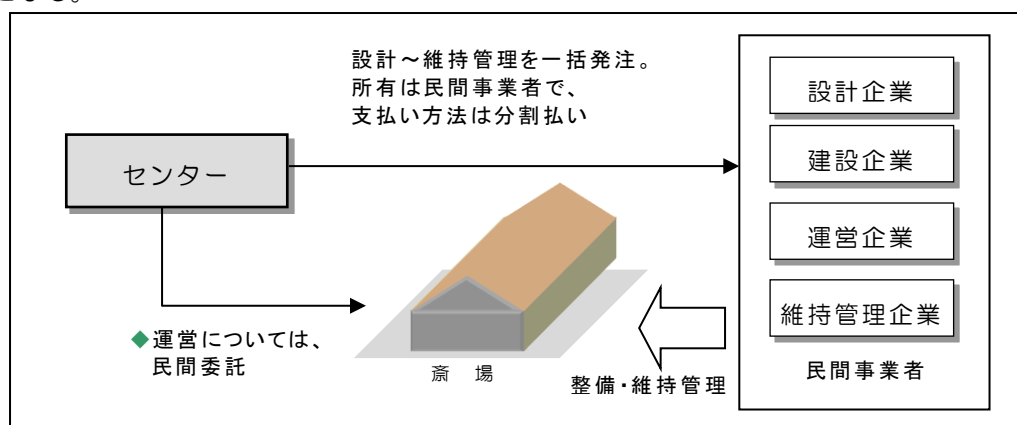 設計～維持管理を一括発注。
所有は民間事業者で、
支払い方法は分割払い
センター
設計企業
建設企業
運営企業
維持管理企業
民間事業者
◆運営については、
民間委託
斎 場
整備・維持管理